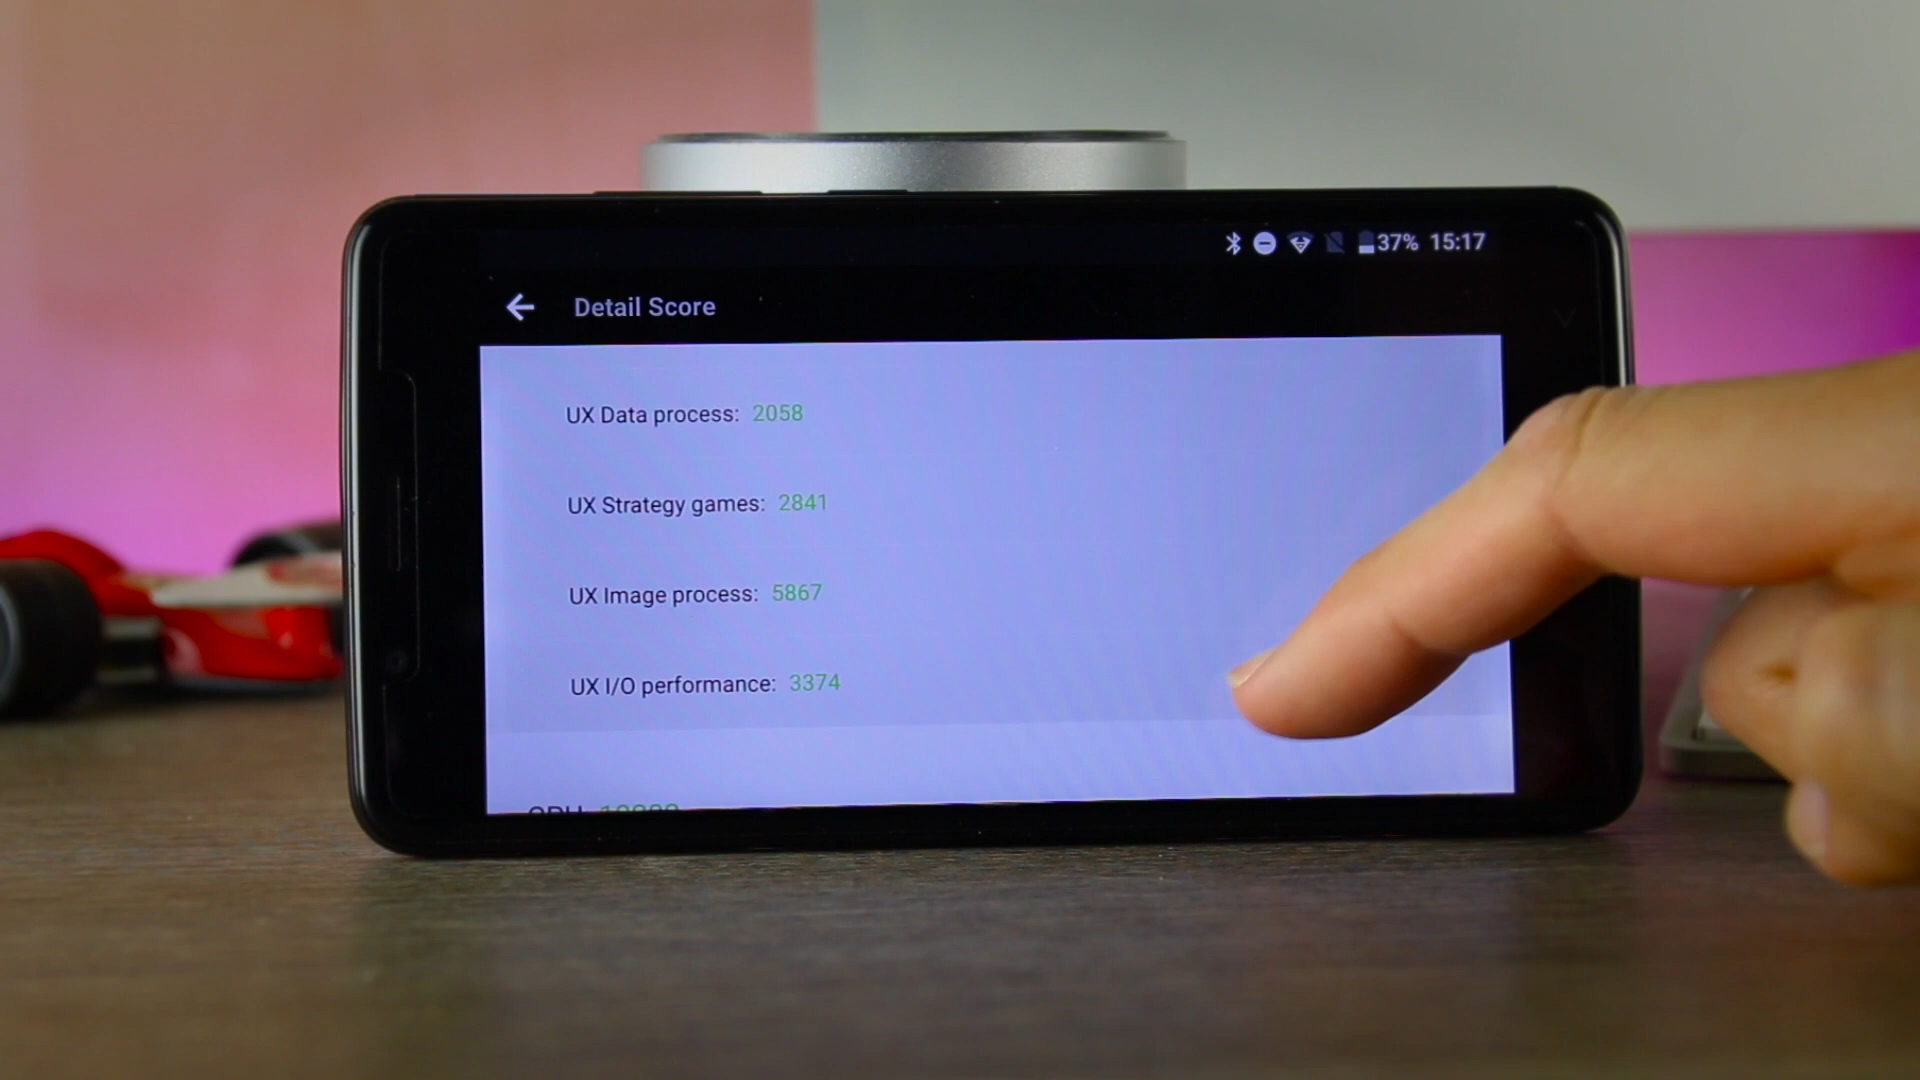 37% 15:17
Detail Score
UX Data process: 2058
UX Strategy games: 2841
UX Image process: 5867
UX I/O performance: 3374